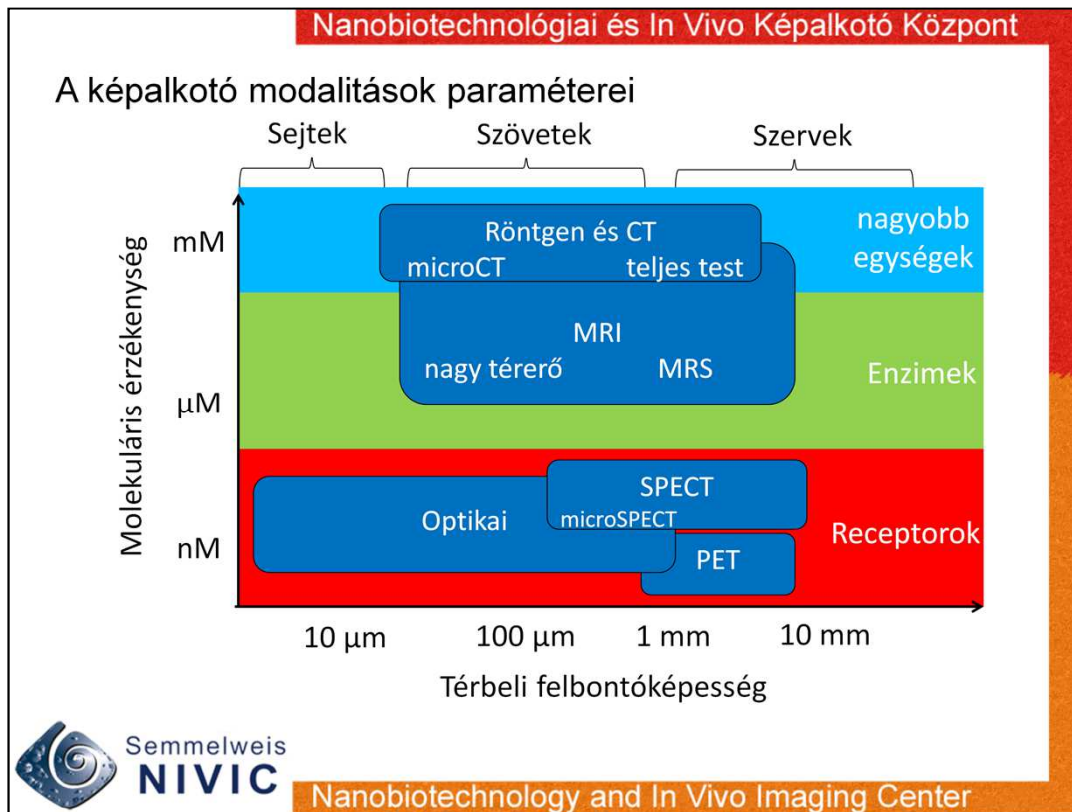 Nanobiotechnológiai és In Vivo Képalkotó Központ
A képalkotó modalitások paraméterei
Sejtek Szövetek Szervek
Molekuláris érzékenység
mM
µM
nM
Röntgen és CT
microCT teljes test
nagyobb
egységek
MRI
nagy térerő MRS
Enzimek
SPECT
microSPECT
Optikai
PET
Receptorok
10 µm 100 µm 1 mm 10 mm
Térbeli felbontóképesség
Semmelweis
NIVIC
Nanobiotechnology and In Vivo Imaging Center